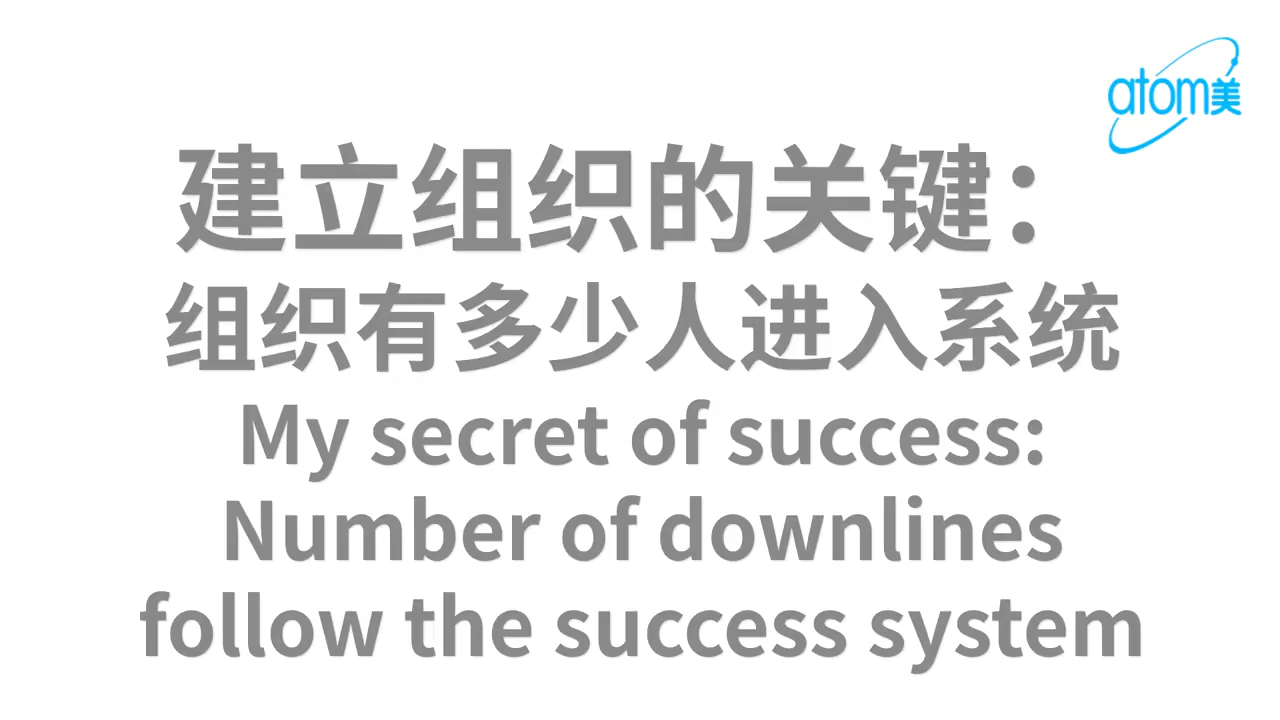 atom美
建立组织的关键：
组织有多少人进入系统
My secret of success:
Number of downlines
follow the success system